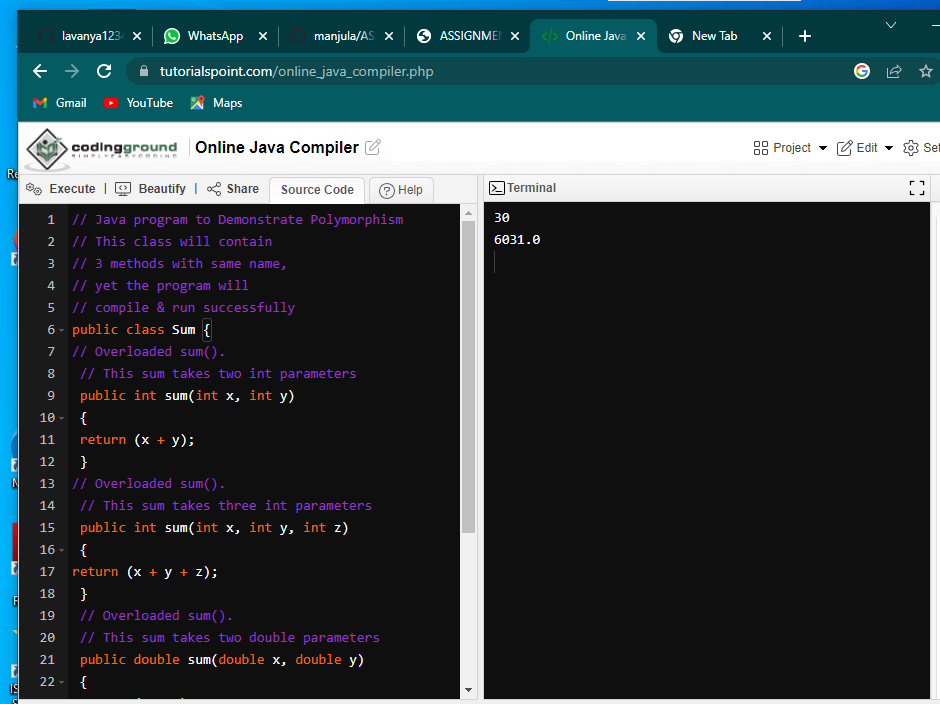 lavanya123
WhatsApp
manjula/AS
ASSIGNME
Online Java
New Tab
tutorialspoint.com/online_java_compiler.php
Gmail
YouTube
Maps
codingground
SIMPLYEASYCODING
Online Java Compiler
Project
Edit
Set
Execute | Beautify | Share
Source Code
Help
Terminal
1 // Java program to Demonstrate Polymorphism
2 // This class will contain
3 // 3 methods with same name,
4 // yet the program will
5 // compile & run successfully
6 public class Sum {
7 // Overloaded sum().
8 // This sum takes two int parameters
9 public int sum(int x, int y)
10 {
11 return (x + y);
12 }
13 // Overloaded sum().
14 // This sum takes three int parameters
15 public int sum(int x, int y, int z)
16 {
17 return (x + y + z);
18 }
19 // Overloaded sum().
20 // This sum takes two double parameters
21 public double sum(double x, double y)
22 {
30
6031.0